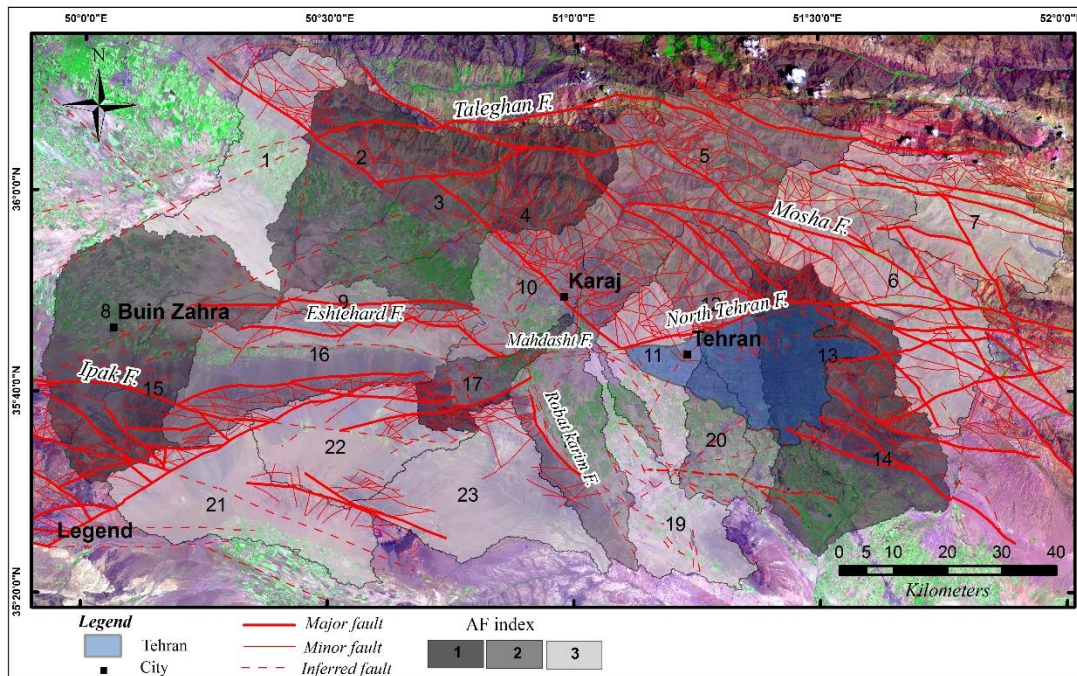 50°0'0"E
50°30'0"E
51°0'0"E
51°30'0"E
52°0'0"
N
Taleghan F.
1
2
5
36°0'0"N
3
4
Mosha F.
7
6
10
Karaj
9
8
Buin Zahra
Eshtehard F.
North Tehran F.
Mahdasht F.
Tehran
11
13
16
Ipak F.
15
17
35°40'0"N
Robat karim F.
20
22
14
23
21
19
Legend
0 10 20 30 40
Kilometers
35°20'0"N
Legend
Tehran
City
Major fault
Minor fault
Inferred fault
AF index
1 2 3